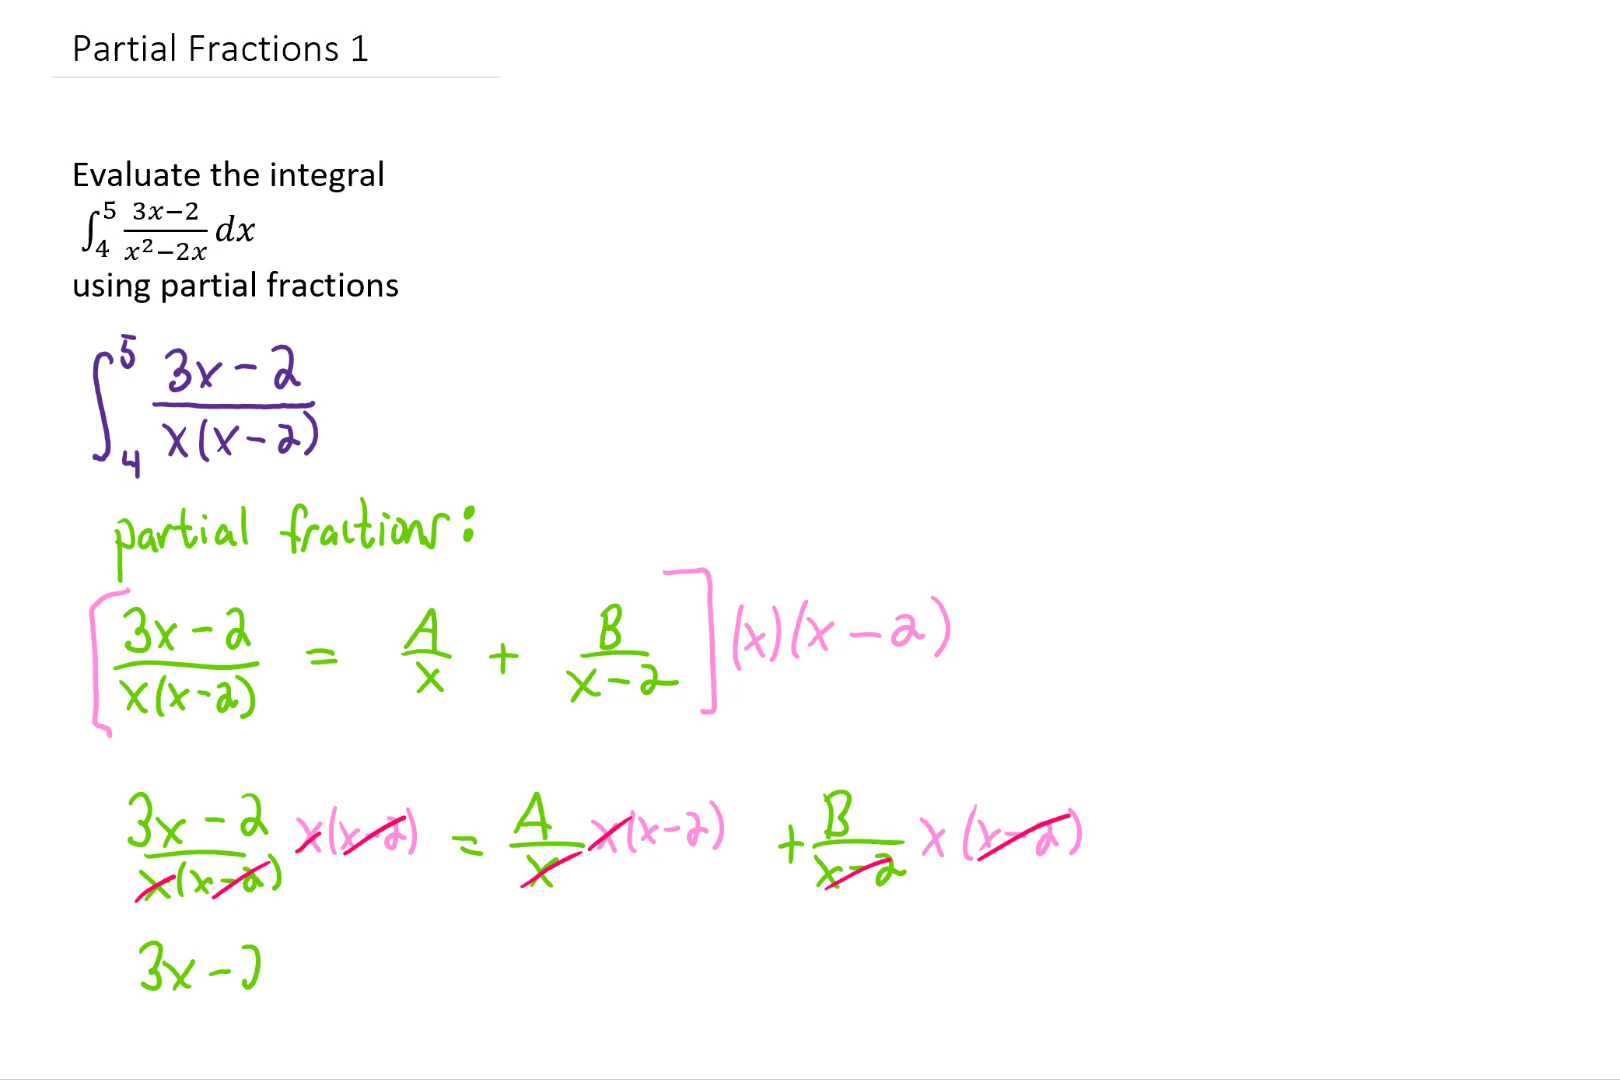 Partial Fractions 1
Evaluate the integral
∫₄⁵ (3x−2)/(x²−2x) dx
using partial fractions
∫₄⁵ (3x−2)/(x(x−2))
partial fractions:
[(3x−2)/(x(x−2)) = A/x + B/(x−2)] (x)(x−2)
(3x−2)/(x(x−2)) x(x−2) = A/x x(x−2) + B/(x−2) x(x−2)
3x−